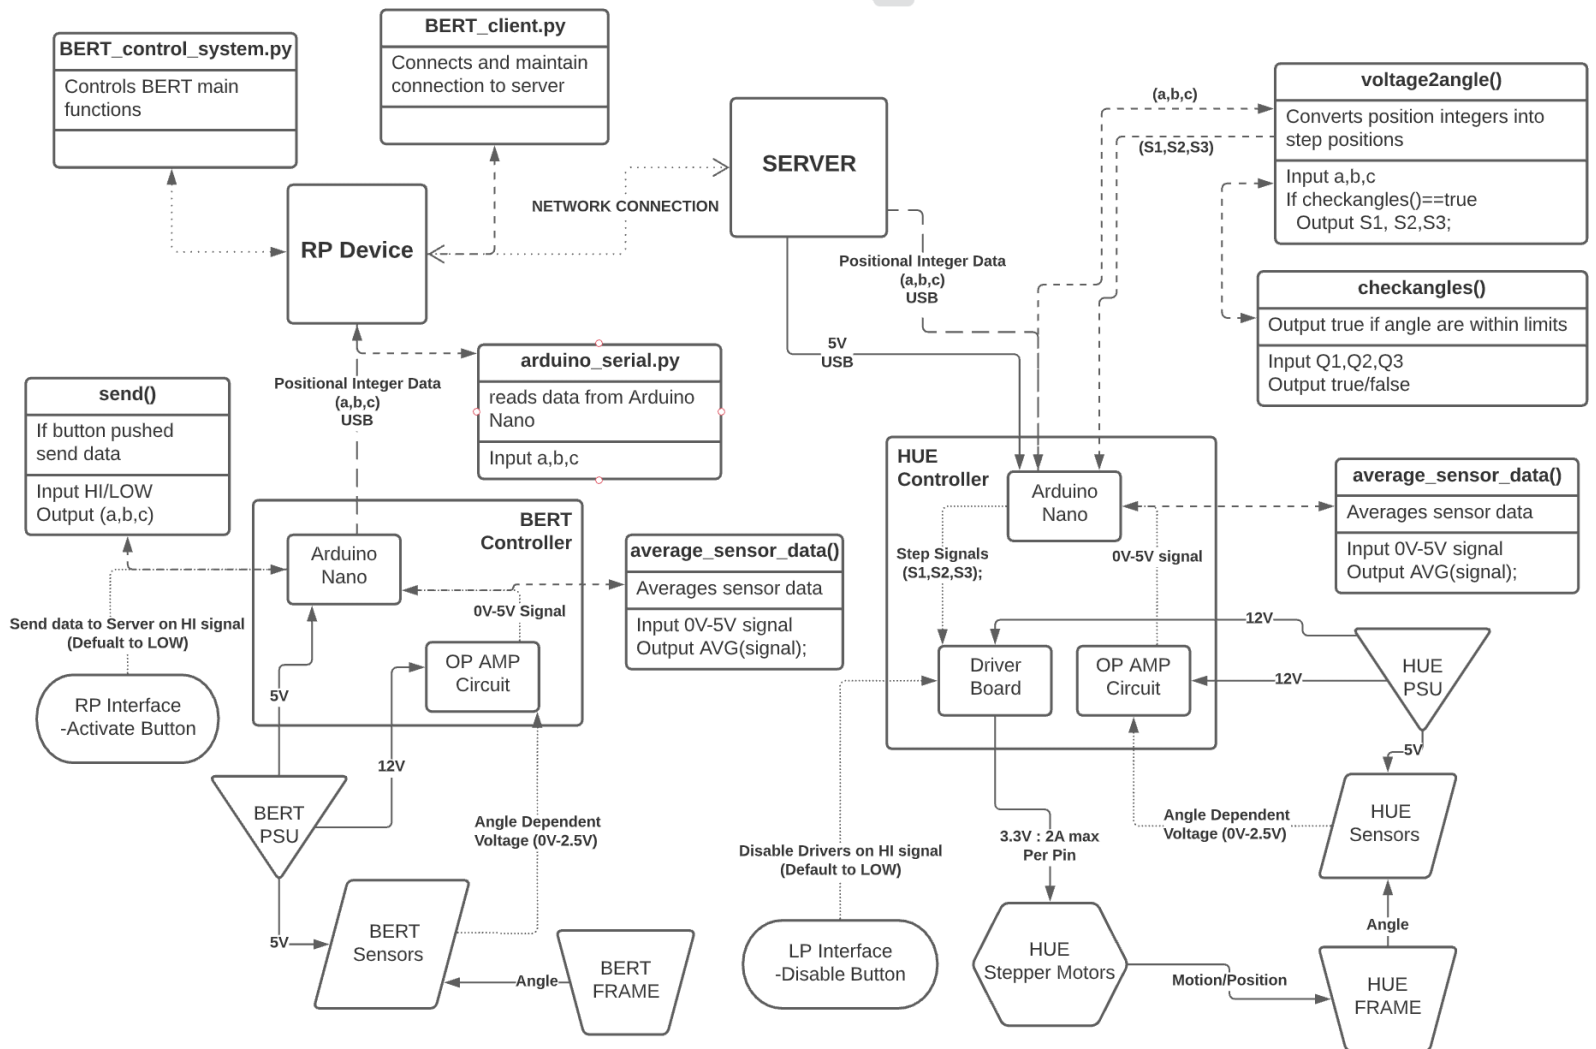 BERT_control_system.py
Controls BERT main
functions
BERT_client.py
Connects and maintain
connection to server
RP Device
NETWORK CONNECTION
SERVER
(a,b,c)
(S1,S2,S3)
voltage2angle()
Converts position integers into
step positions
Input a,b,c
If checkangles()==true
Output S1, S2,S3;
checkangles()
Output true if angle are within limits
Input Q1,Q2,Q3
Output true/false
Positional Integer Data
(a,b,c)
USB
5V
USB
arduino_serial.py
reads data from Arduino
Nano
Input a,b,c
Positional Integer Data
(a,b,c)
USB
send()
If button pushed
send data
Input HI/LOW
Output (a,b,c)
BERT
Controller
Arduino
Nano
0V-5V Signal
OP AMP
Circuit
average_sensor_data()
Averages sensor data
Input 0V-5V signal
Output AVG(signal);
Send data to Server on HI signal
(Defualt to LOW)
RP Interface
-Activate Button
5V
12V
BERT
PSU
5V
BERT
Sensors
Angle Dependent
Voltage (0V-2.5V)
Angle
BERT
FRAME
HUE
Controller
Arduino
Nano
Step Signals
(S1,S2,S3);
0V-5V signal
Driver
Board
OP AMP
Circuit
average_sensor_data()
Averages sensor data
Input 0V-5V signal
Output AVG(signal);
12V
12V
HUE
PSU
5V
HUE
Sensors
Angle Dependent
Voltage (0V-2.5V)
Disable Drivers on HI signal
(Default to LOW)
LP Interface
-Disable Button
3.3V : 2A max
Per Pin
HUE
Stepper Motors
Motion/Position
Angle
HUE
FRAME